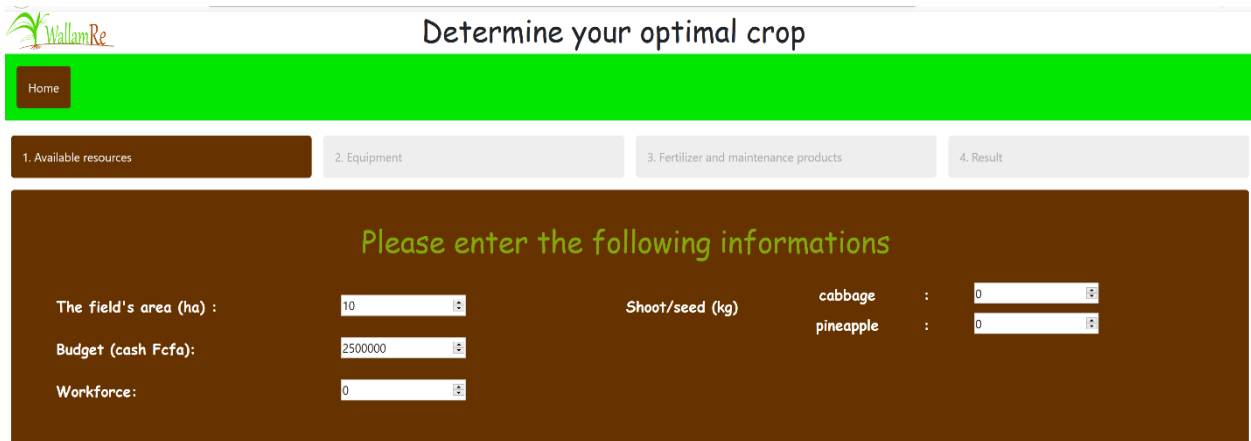 WallamRe
Determine your optimal crop
Home
1. Available resources
2. Equipment
3. Fertilizer and maintenance products
4. Result
Please enter the following informations
The field's area (ha) : 10
Budget (cash Fcfa): 2500000
Workforce: 0
Shoot/seed (kg)
cabbage : 0
pineapple : 0